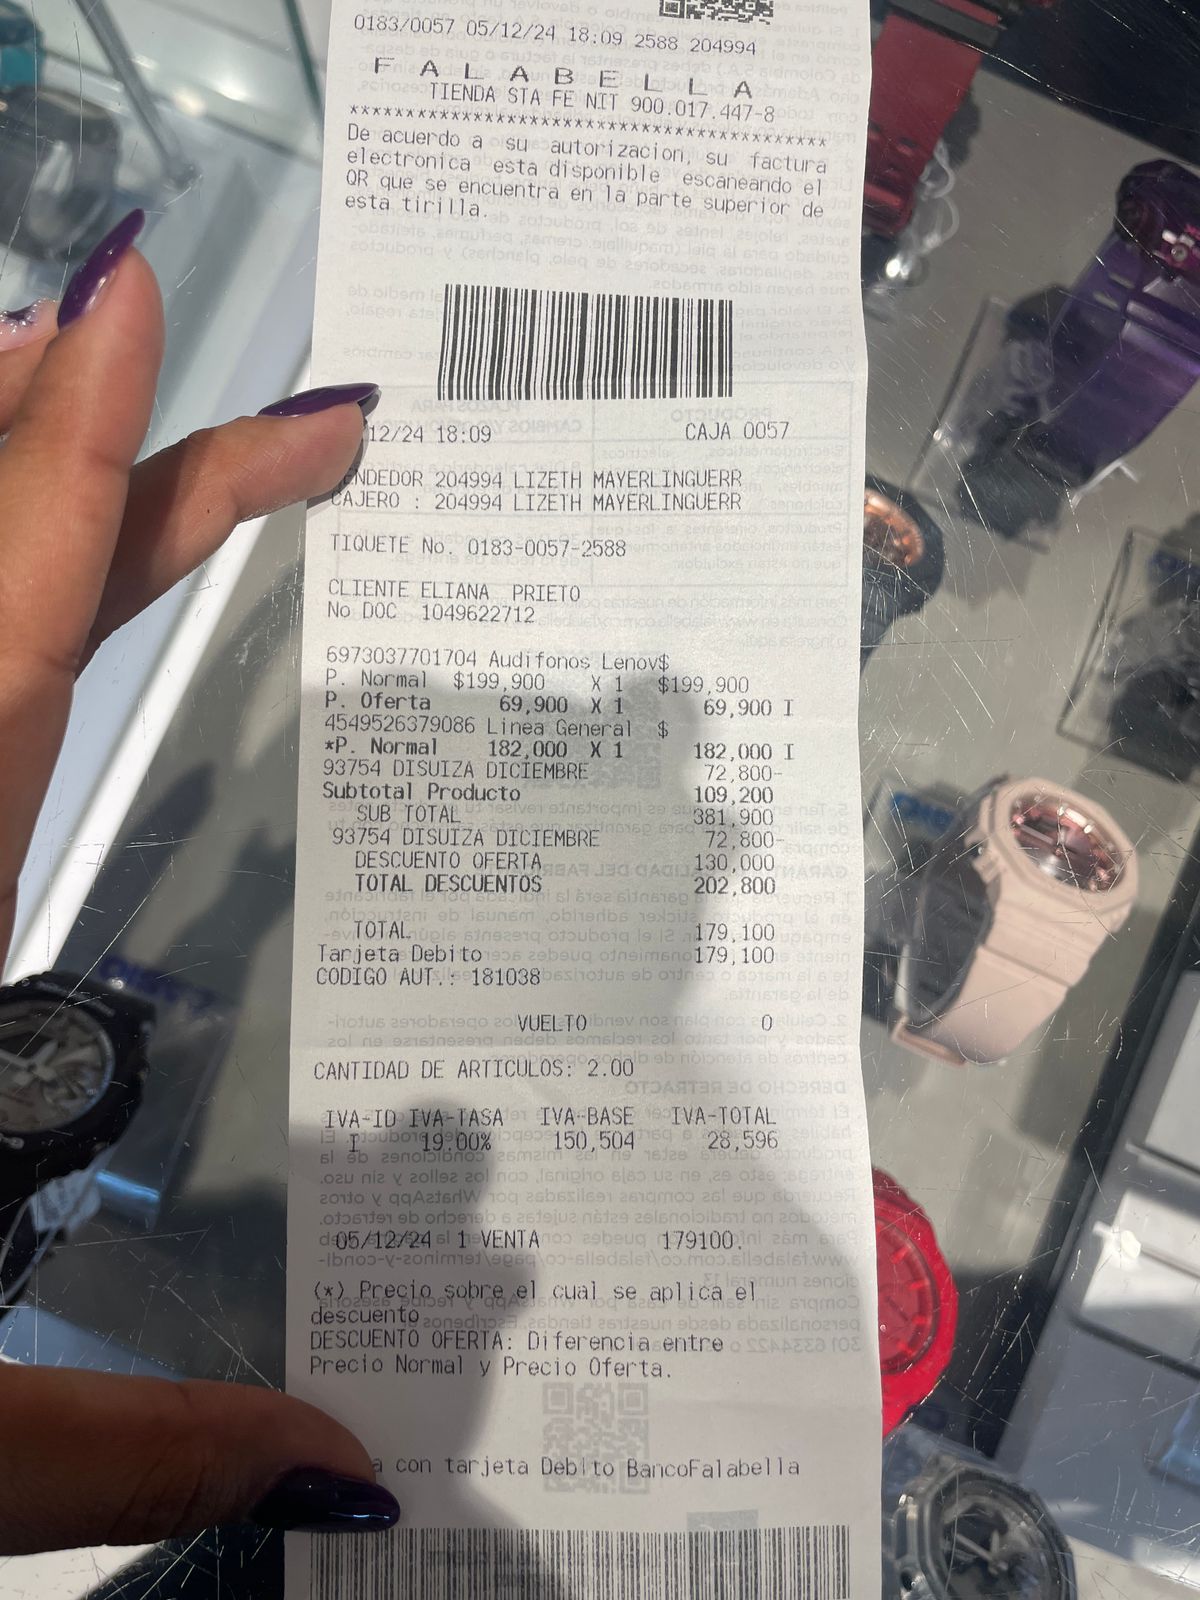 0183/0057 05/12/24 18:09 2588 204994
F A L A B E L L A
TIENDA STA FE NIT 900.017.447-8
******************************************
De acuerdo a su autorizacion, su factura
electronica esta disponible escaneando el
QR que se encuentra en la parte superior de
esta tirilla.
12/24 18:09 CAJA 0057
ENDEDOR 204994 LIZETH MAYERLINGUERR
CAJERO : 204994 LIZETH MAYERLINGUERR
TIQUETE No. 0183-0057-2588
CLIENTE ELIANA PRIETO
No DOC 1049622712
6973037701704 Audifonos Lenov$
P. Normal $199,900 X 1 $199,900
P. Oferta 69,900 X 1 69,900 I
4549526379086 Linea General $
*P. Normal 182,000 X 1 182,000 I
93754 DISUIZA DICIEMBRE 72,800-
Subtotal Producto 109,200
SUB TOTAL 381,900
93754 DISUIZA DICIEMBRE 72,800-
DESCUENTO OFERTA 130,000
TOTAL DESCUENTOS 202,800
TOTAL 179,100
Tarjeta Debito 179,100
CODIGO AUT.: 181038
VUELTO 0
CANTIDAD DE ARTICULOS: 2.00
IVA-ID IVA-TASA IVA-BASE IVA-TOTAL
1 19.00% 150,504 28,596
05/12/24 1 VENTA 179100.
(*) Precio sobre el cual se aplica el
descuento
DESCUENTO OFERTA: Diferencia entre
Precio Normal y Precio Oferta.
a con tarjeta Debito BancoFalabella